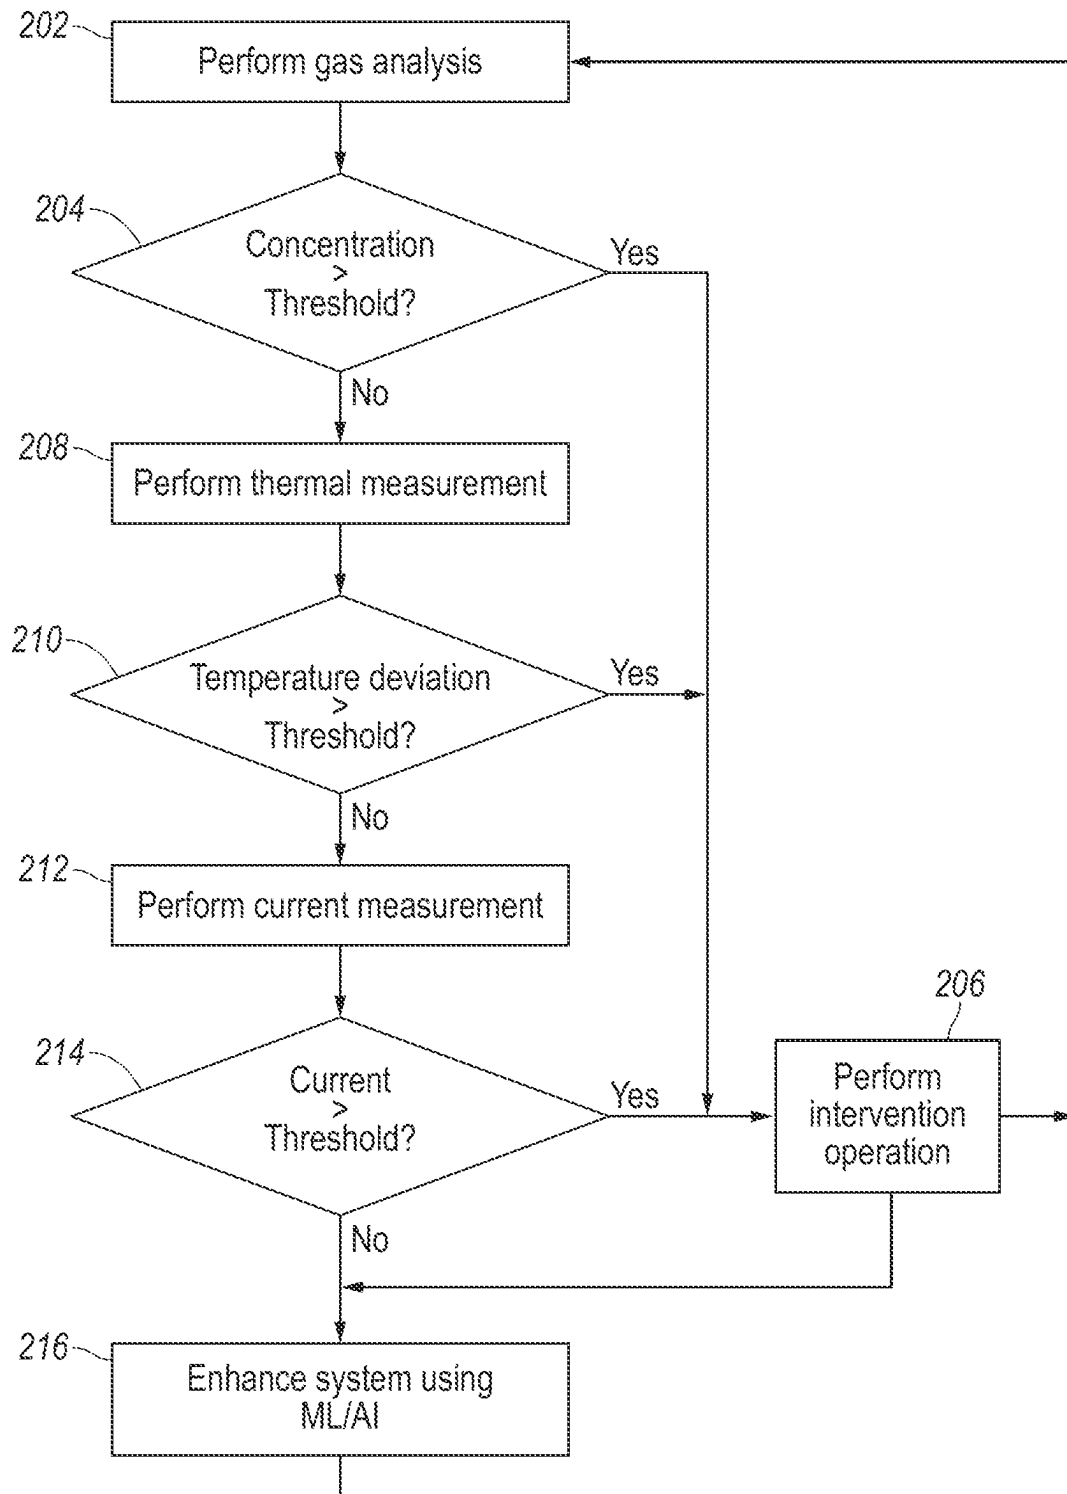 202
Perform gas analysis
204
Concentration
>
Threshold?
Yes
No
208
Perform thermal measurement
210
Temperature deviation
>
Threshold?
Yes
No
212
Perform current measurement
206
214
Current
>
Threshold?
Yes
Perform
intervention
operation
No
216
Enhance system using
ML/AI